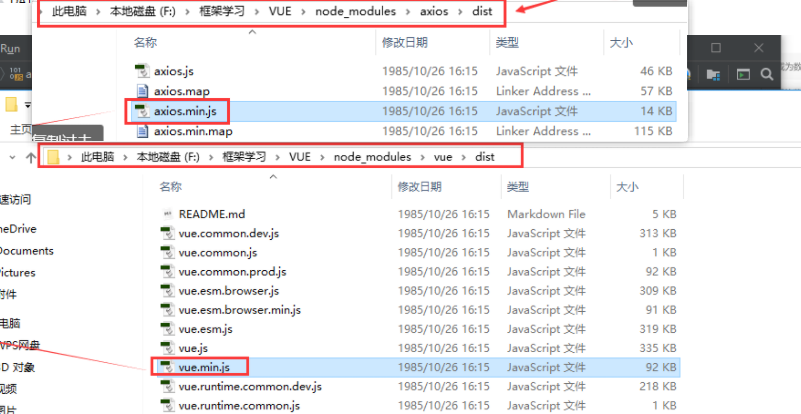 此电脑 > 本地磁盘 (F:) > 框架学习 > VUE > node_modules > axios > dist
名称 修改日期 类型 大小
Run
axios.js 1985/10/26 16:15 JavaScript 文件 46 KB
axios.map 1985/10/26 16:15 Linker Address ... 57 KB
axios.min.js 1985/10/26 16:15 JavaScript 文件 14 KB
主页
axios.min.map 1985/10/26 16:15 Linker Address ... 115 KB
此电脑 > 本地磁盘 (F:) > 框架学习 > VUE > node_modules > vue > dist
名称 修改日期 类型 大小
速访问
README.md 1985/10/26 16:15 Markdown File 5 KB
neDrive
vue.common.dev.js 1985/10/26 16:15 JavaScript 文件 313 KB
Documents
vue.common.js 1985/10/26 16:15 JavaScript 文件 1 KB
Pictures
vue.common.prod.js 1985/10/26 16:15 JavaScript 文件 92 KB
附件
vue.esm.browser.js 1985/10/26 16:15 JavaScript 文件 309 KB
vue.esm.browser.min.js 1985/10/26 16:15 JavaScript 文件 91 KB
电脑
vue.esm.js 1985/10/26 16:15 JavaScript 文件 319 KB
WPS网盘
vue.js 1985/10/26 16:15 JavaScript 文件 335 KB
D 对象
vue.min.js 1985/10/26 16:15 JavaScript 文件 92 KB
视频
vue.runtime.common.dev.js 1985/10/26 16:15 JavaScript 文件 218 KB
图片
vue.runtime.common.js 1985/10/26 16:15 JavaScript 文件 1 KB